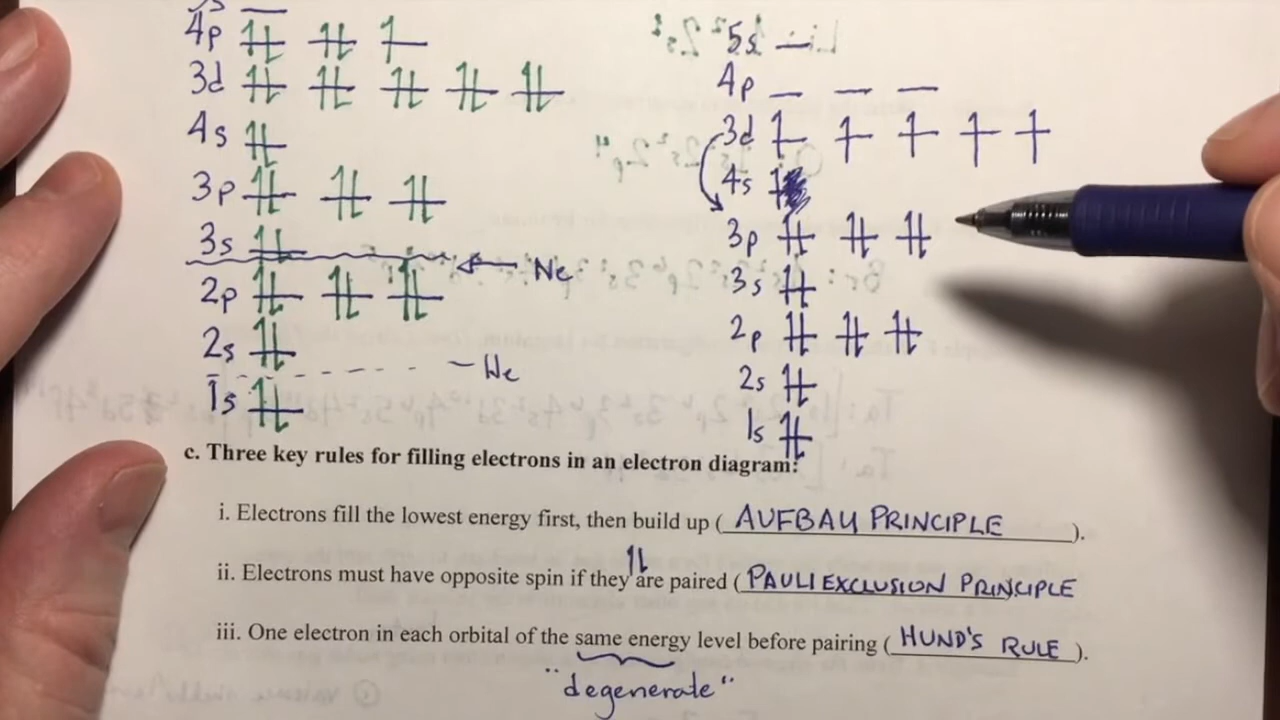 4p
3d
4s
3p
3s
Ne
2p
2s
He
1s
5s
4p
3d
4s
3p
3s
2p
2s
1s
c. Three key rules for filling electrons in an electron diagram:
i. Electrons fill the lowest energy first, then build up ( AUFBAU PRINCIPLE ).
ii. Electrons must have opposite spin if they are paired ( PAULI EXCLUSION PRINCIPLE
iii. One electron in each orbital of the same energy level before pairing ( HUND'S RULE ).
"degenerate"